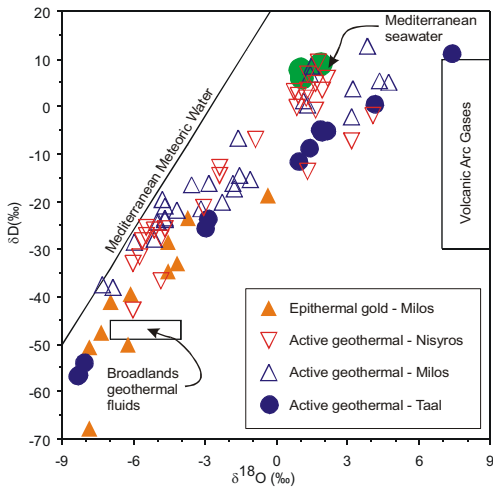 20
10
0
-10
-20
-30
-40
-50
-60
-70
δD(‰)
-9
-6
-3
0
3
6
9
δ18O (‰)
Mediterranean Meteoric Water
Mediterranean
seawater
Volcanic Arc Gases
Broadlands
geothermal
fluids
Epithermal gold - Milos
Active geothermal - Nisyros
Active geothermal - Milos
Active geothermal - Taal